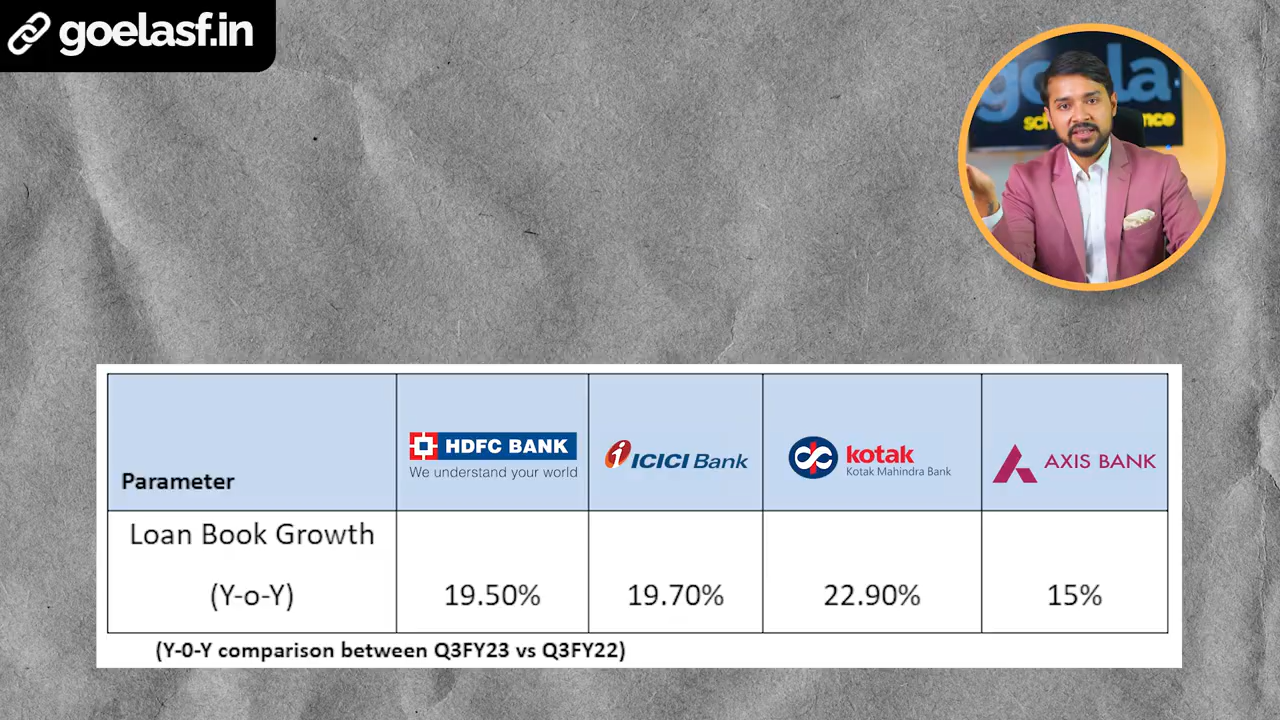 goelasf.in
goela
Parameter
HDFC BANK
We understand your world
ICICI Bank
kotak
Kotak Mahindra Bank
AXIS BANK
Loan Book Growth
(Y-o-Y)
19.50%
19.70%
22.90%
15%
(Y-0-Y comparison between Q3FY23 vs Q3FY22)